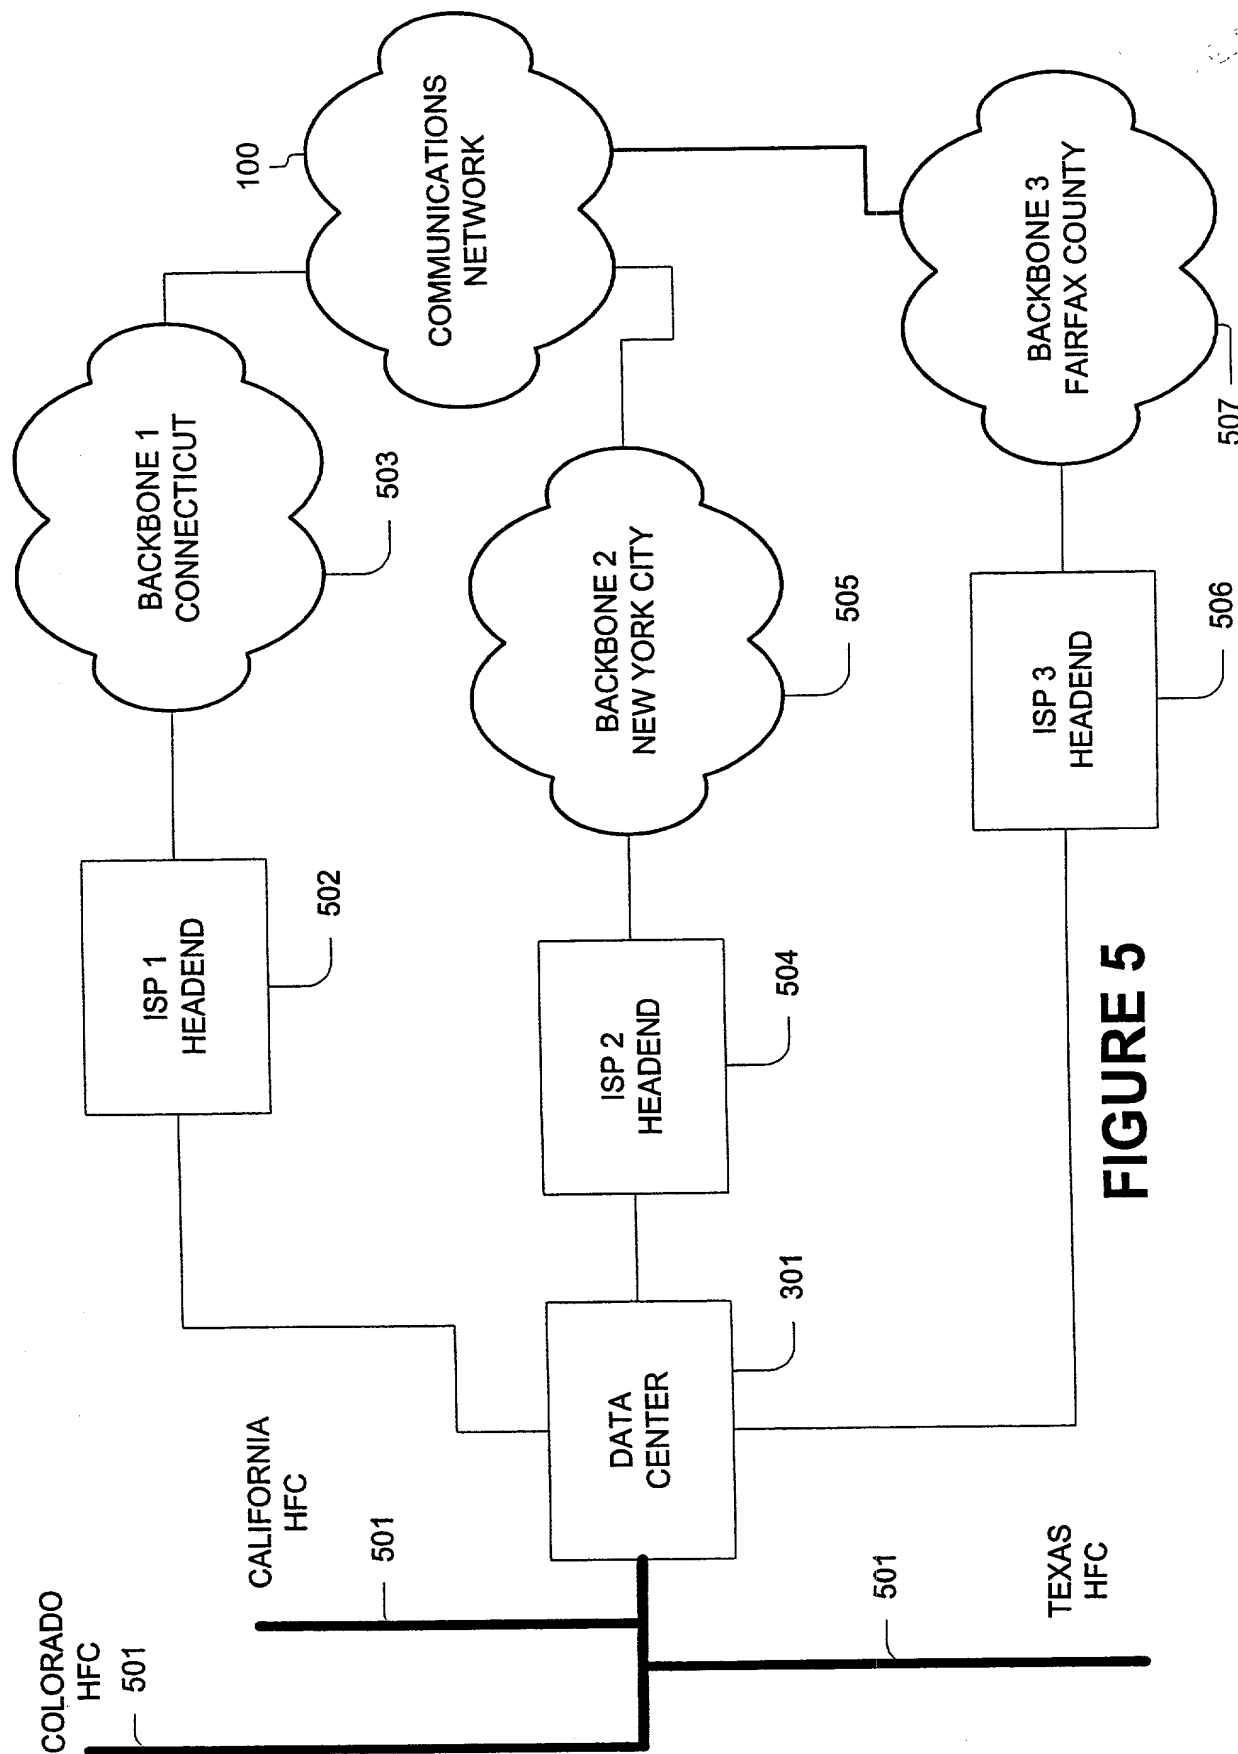 COLORADO
HFC
501
CALIFORNIA
HFC
501
501
TEXAS
HFC
DATA
CENTER
301
ISP 1
HEADEND
502
ISP 2
HEADEND
504
ISP 3
HEADEND
506
BACKBONE 1
CONNECTICUT
503
BACKBONE 2
NEW YORK CITY
505
BACKBONE 3
FAIRFAX COUNTY
507
100
COMMUNICATIONS
NETWORK
FIGURE 5